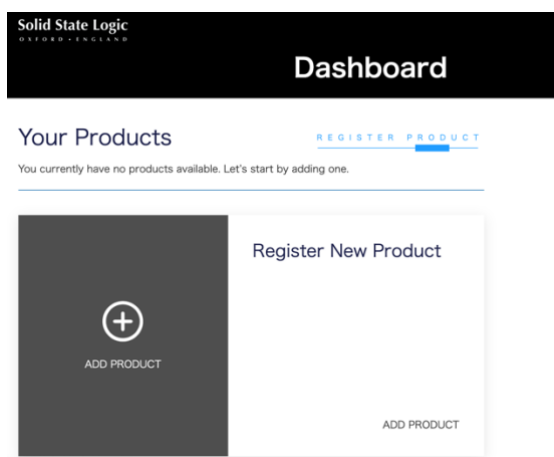 Solid State Logic
OXFORD • ENGLAND
Dashboard
Your Products
REGISTER PRODUCT
You currently have no products available. Let's start by adding one.
Register New Product
ADD PRODUCT
ADD PRODUCT